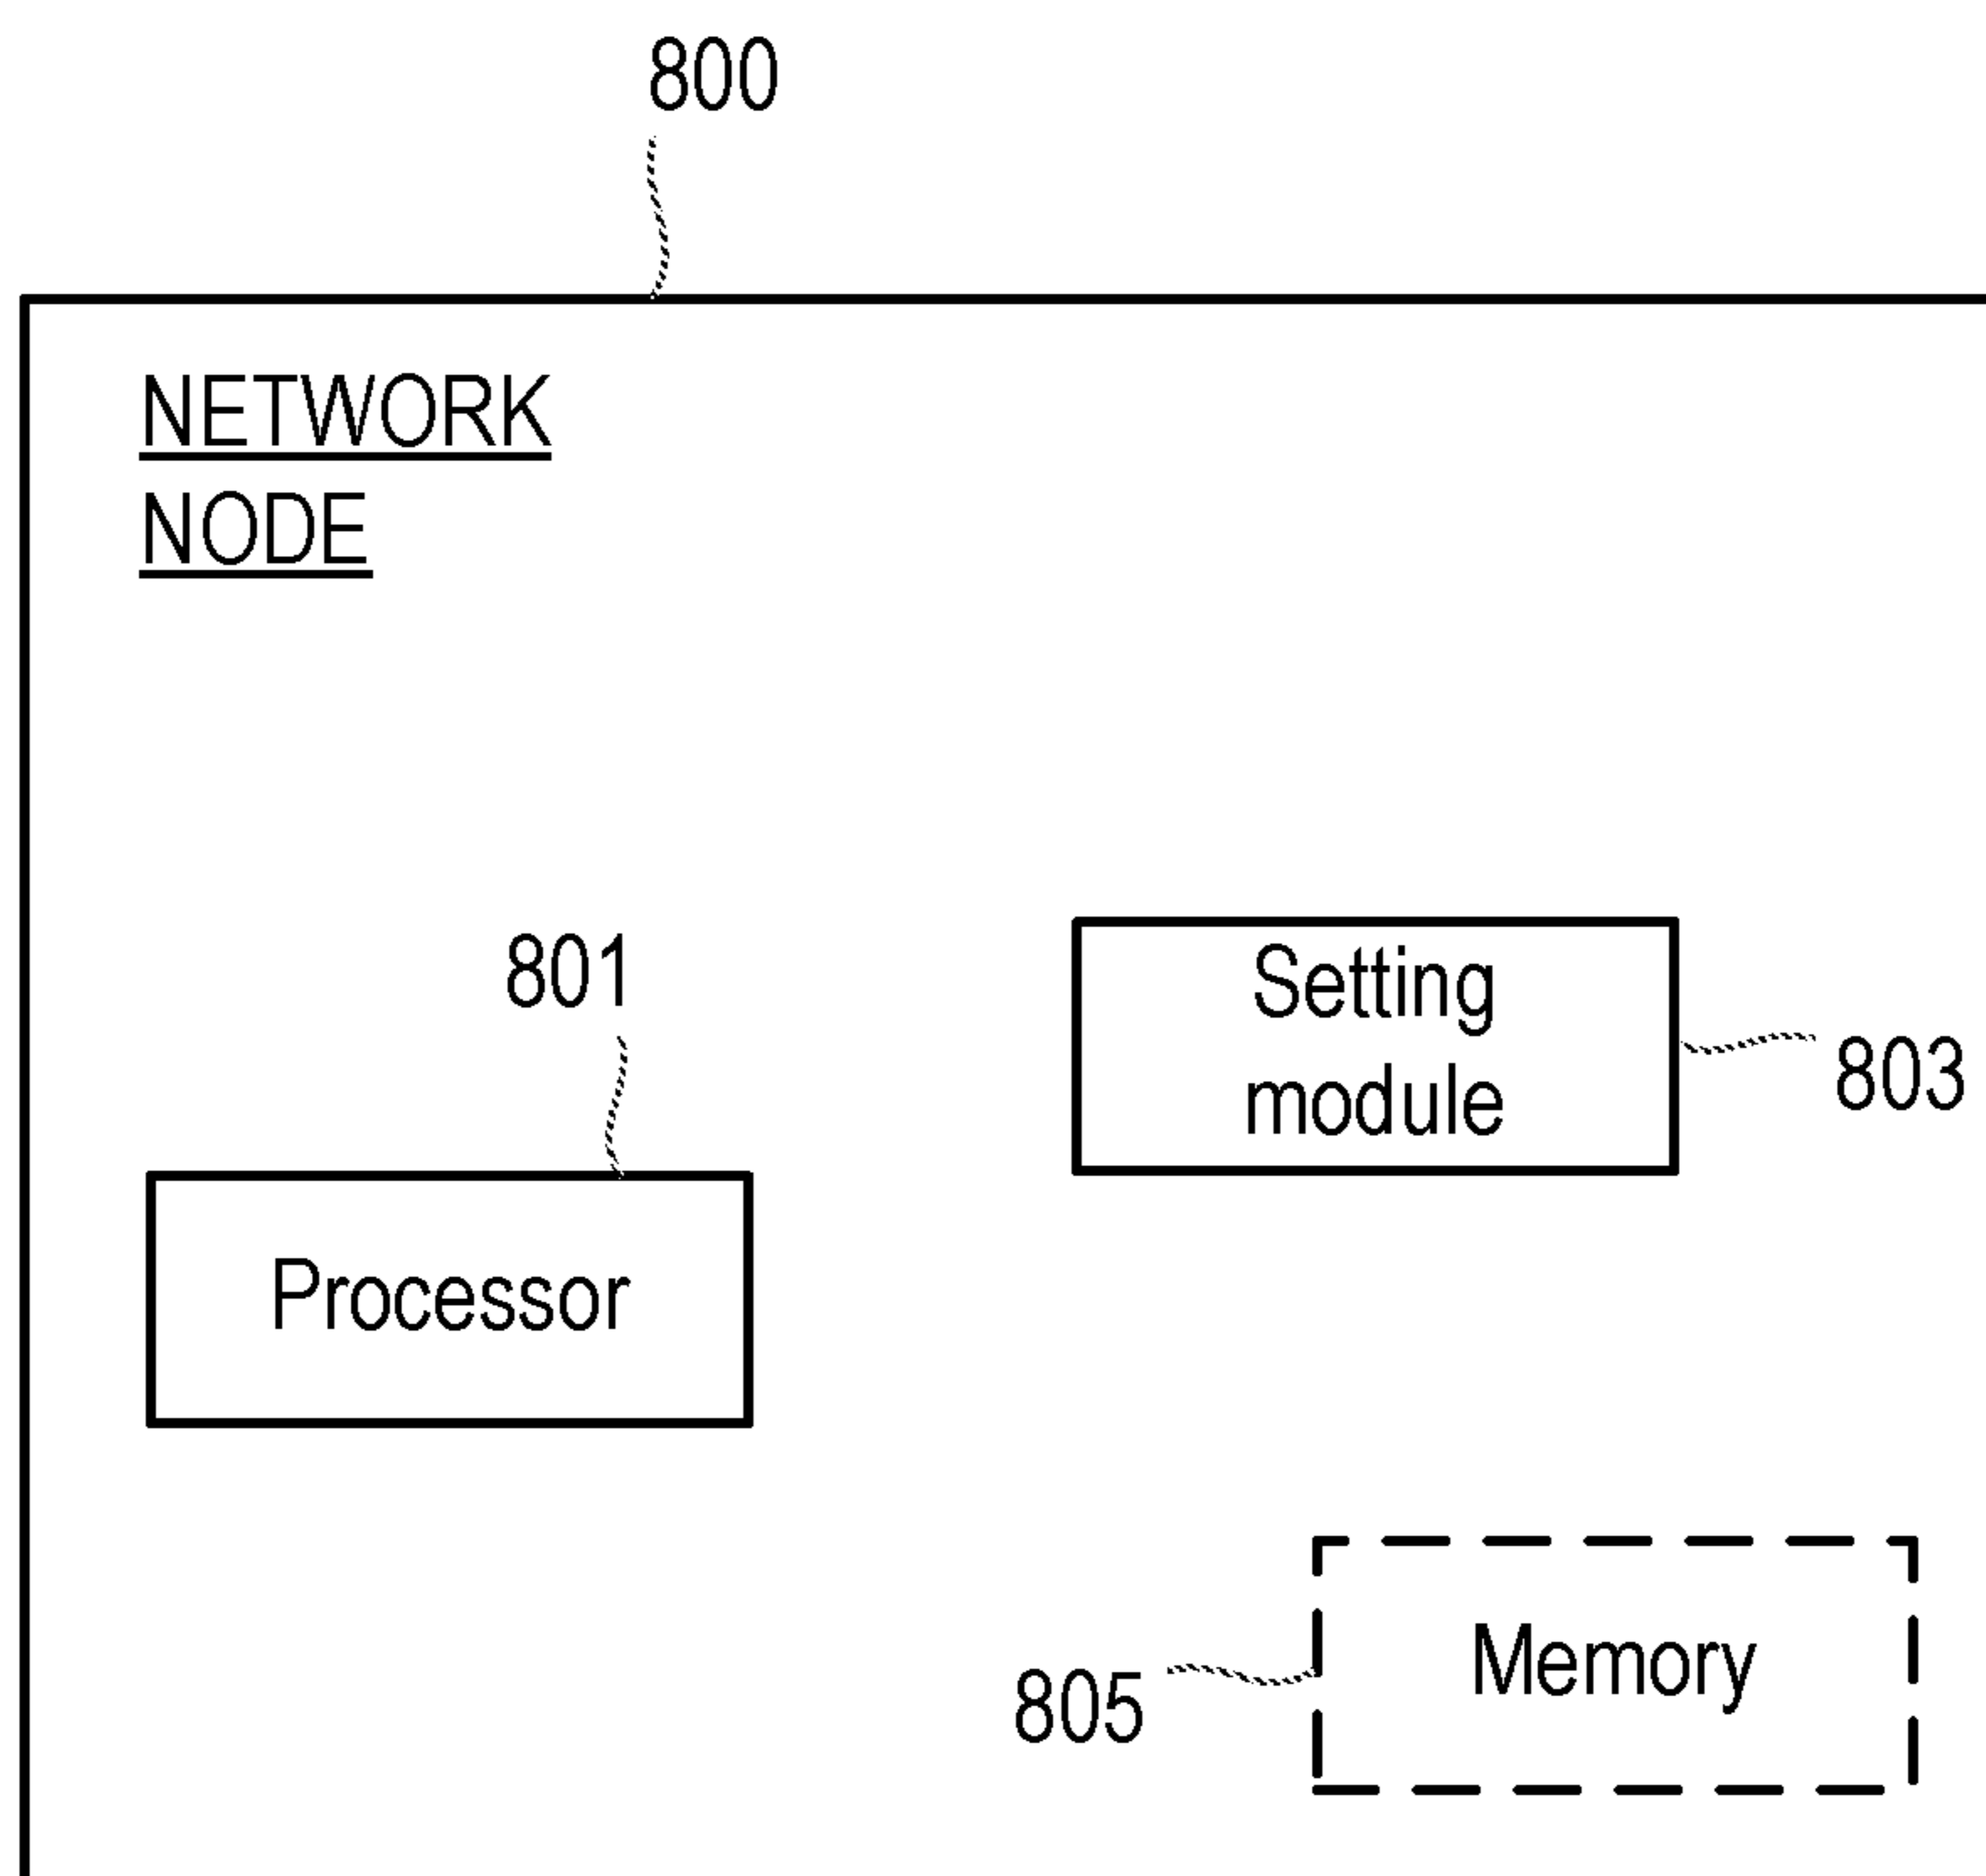 800
NETWORK
NODE
801
Setting
module
803
Processor
Memory
805